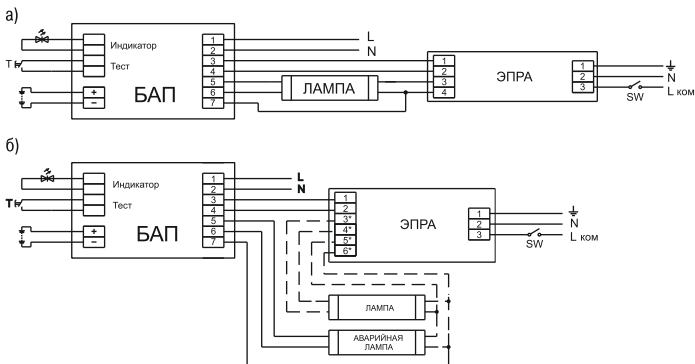 а)
Индикатор
Тест
Т
+
−
БАП
1
2
3
4
5
6
7
L
N
ЛАМПА
1
2
3
4
ЭПРА
1
2
3
N
L ком
SW
б)
Индикатор
Тест
Т
+
−
БАП
1
2
3
4
5
6
7
L
N
1
2
3*
4*
5*
6*
ЭПРА
1
2
3
N
L ком
SW
ЛАМПА
АВАРИЙНАЯ
ЛАМПА